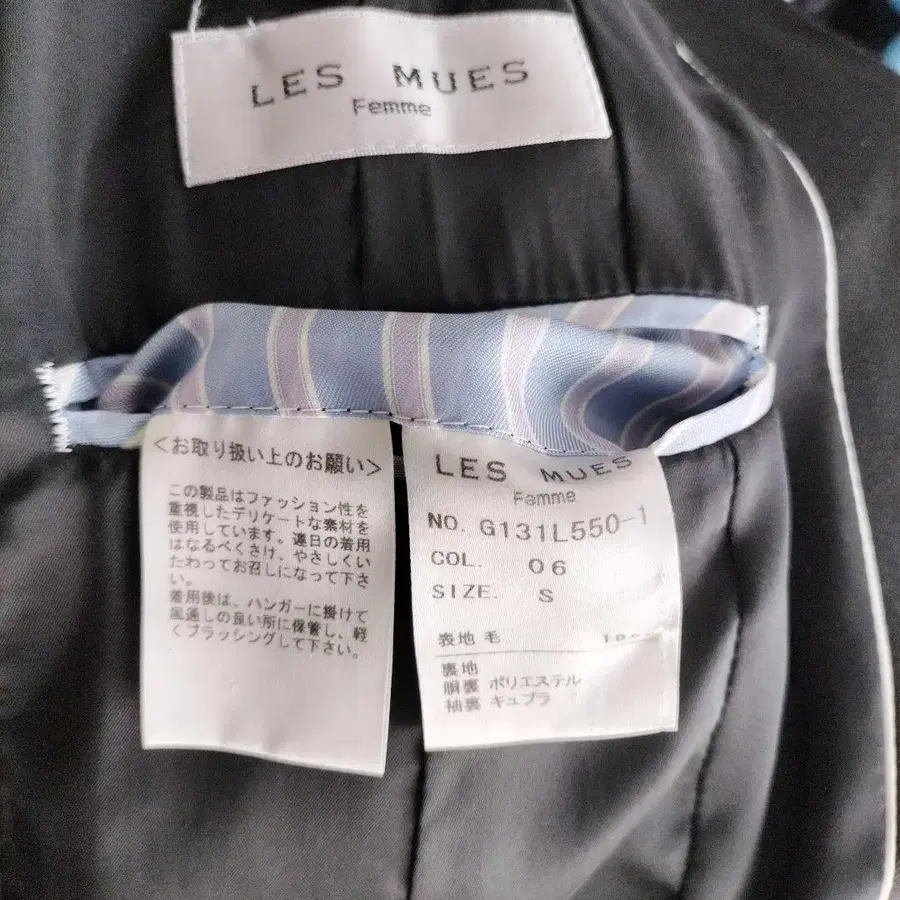 LES MUES
Femme
<お取り扱い上のお願い>
この製品はファッション性を
重視したデリケートな素材を
使用しています。連日の着用
はなるべくさけ、やさしくい
たわってお召しになって下さ
い。
着用後は、ハンガーに掛けて
風通しの良い所に保管し、軽
くブラッシングして下さい。
LES MUES
Femme
NO. G131L550-1
COL. 06
SIZE. S
表地 毛
裏地
胴裏 ポリエステル
袖裏 キュプラ